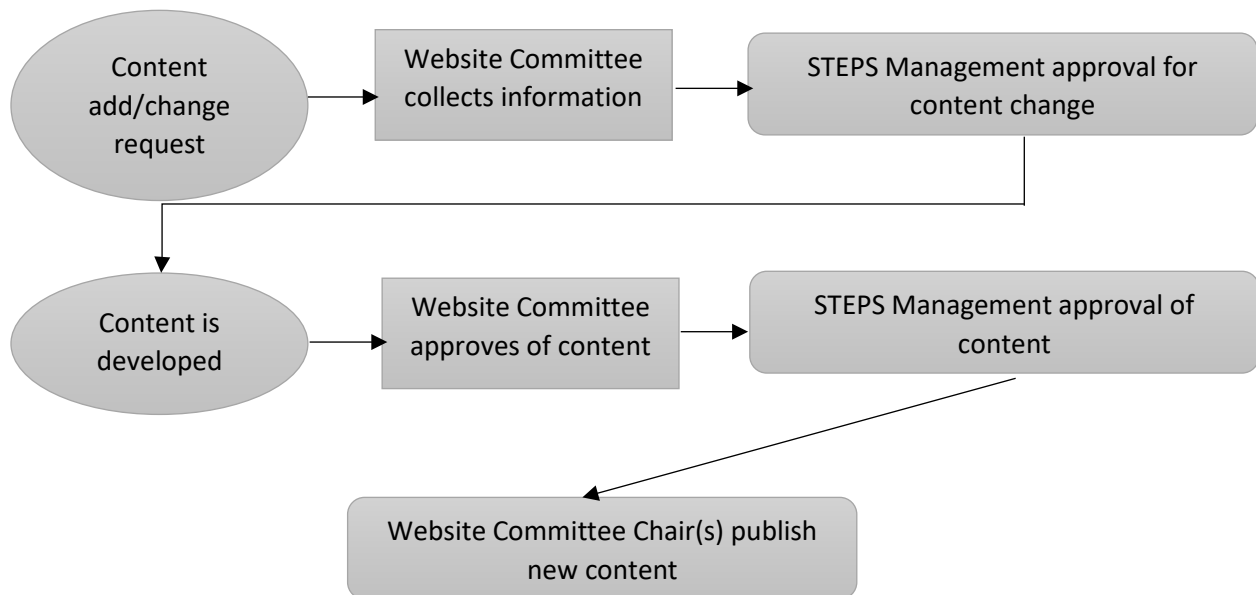 Content
add/change
request
Website Committee
collects information
STEPS Management approval for
content change
Content is
developed
Website Committee
approves of content
STEPS Management approval of
content
Website Committee Chair(s) publish
new content